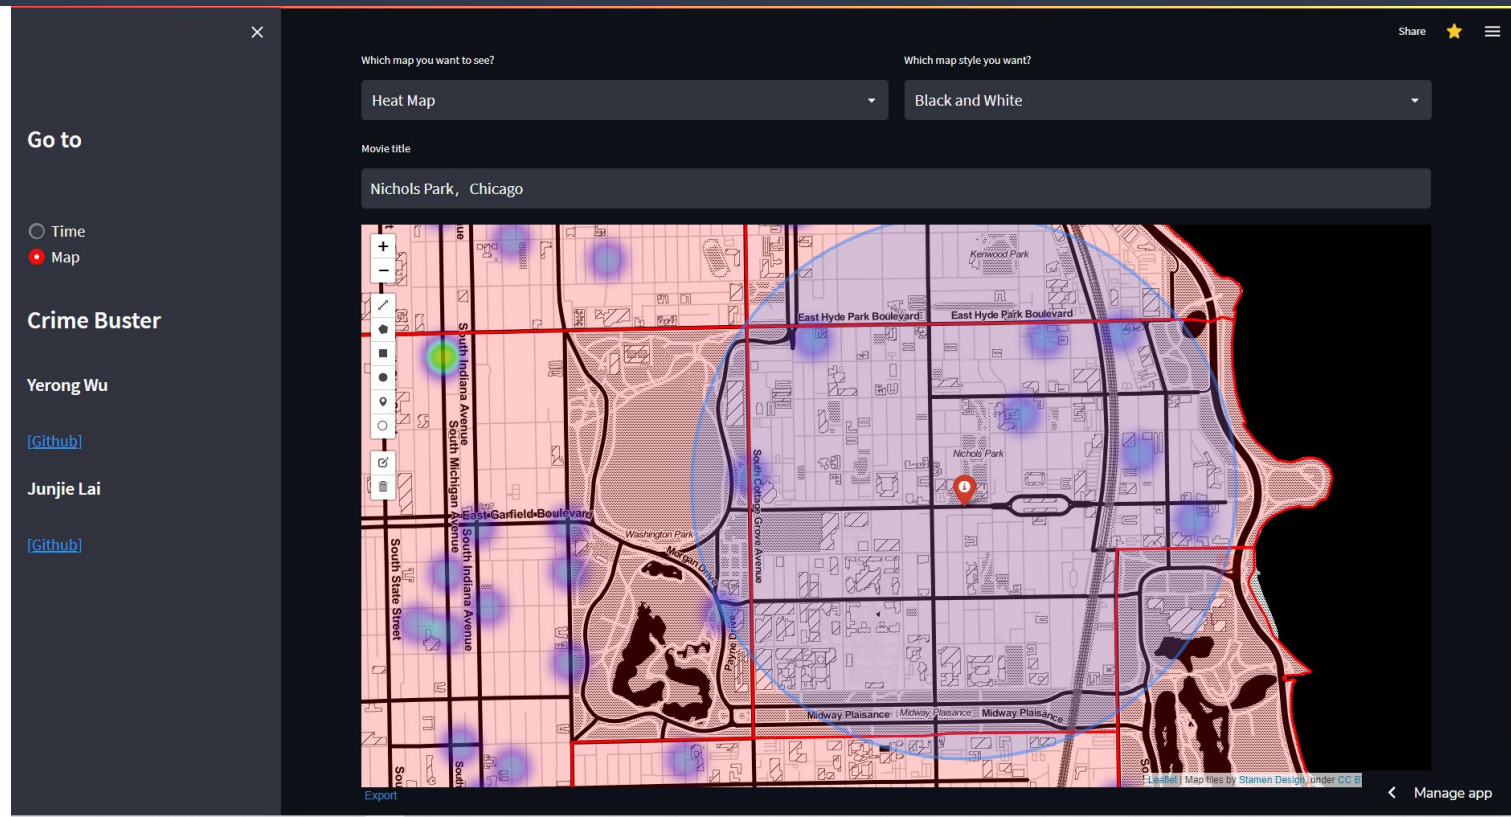 Share
Which map you want to see?
Which map style you want?
Heat Map
Black and White
Movie title
Nichols Park, Chicago
Go to
Time
Map
Crime Buster
Yerong Wu
[Github]
Junjie Lai
[Github]
Kenwood Park
East Hyde Park Boulevard
East Hyde Park Boulevard
South Indiana Avenue
South Michigan Avenue
South Cottage Grove Avenue
Nichols Park
East Garfield Boulevard
Washington Park
Morgan Drive
South State Street
South Indiana Avenue
Payne Drive
Midway Plaisance
Midway Plaisance
Midway Plaisance
Leaflet | Map tiles by Stamen Design, under CC B
Export
Manage app